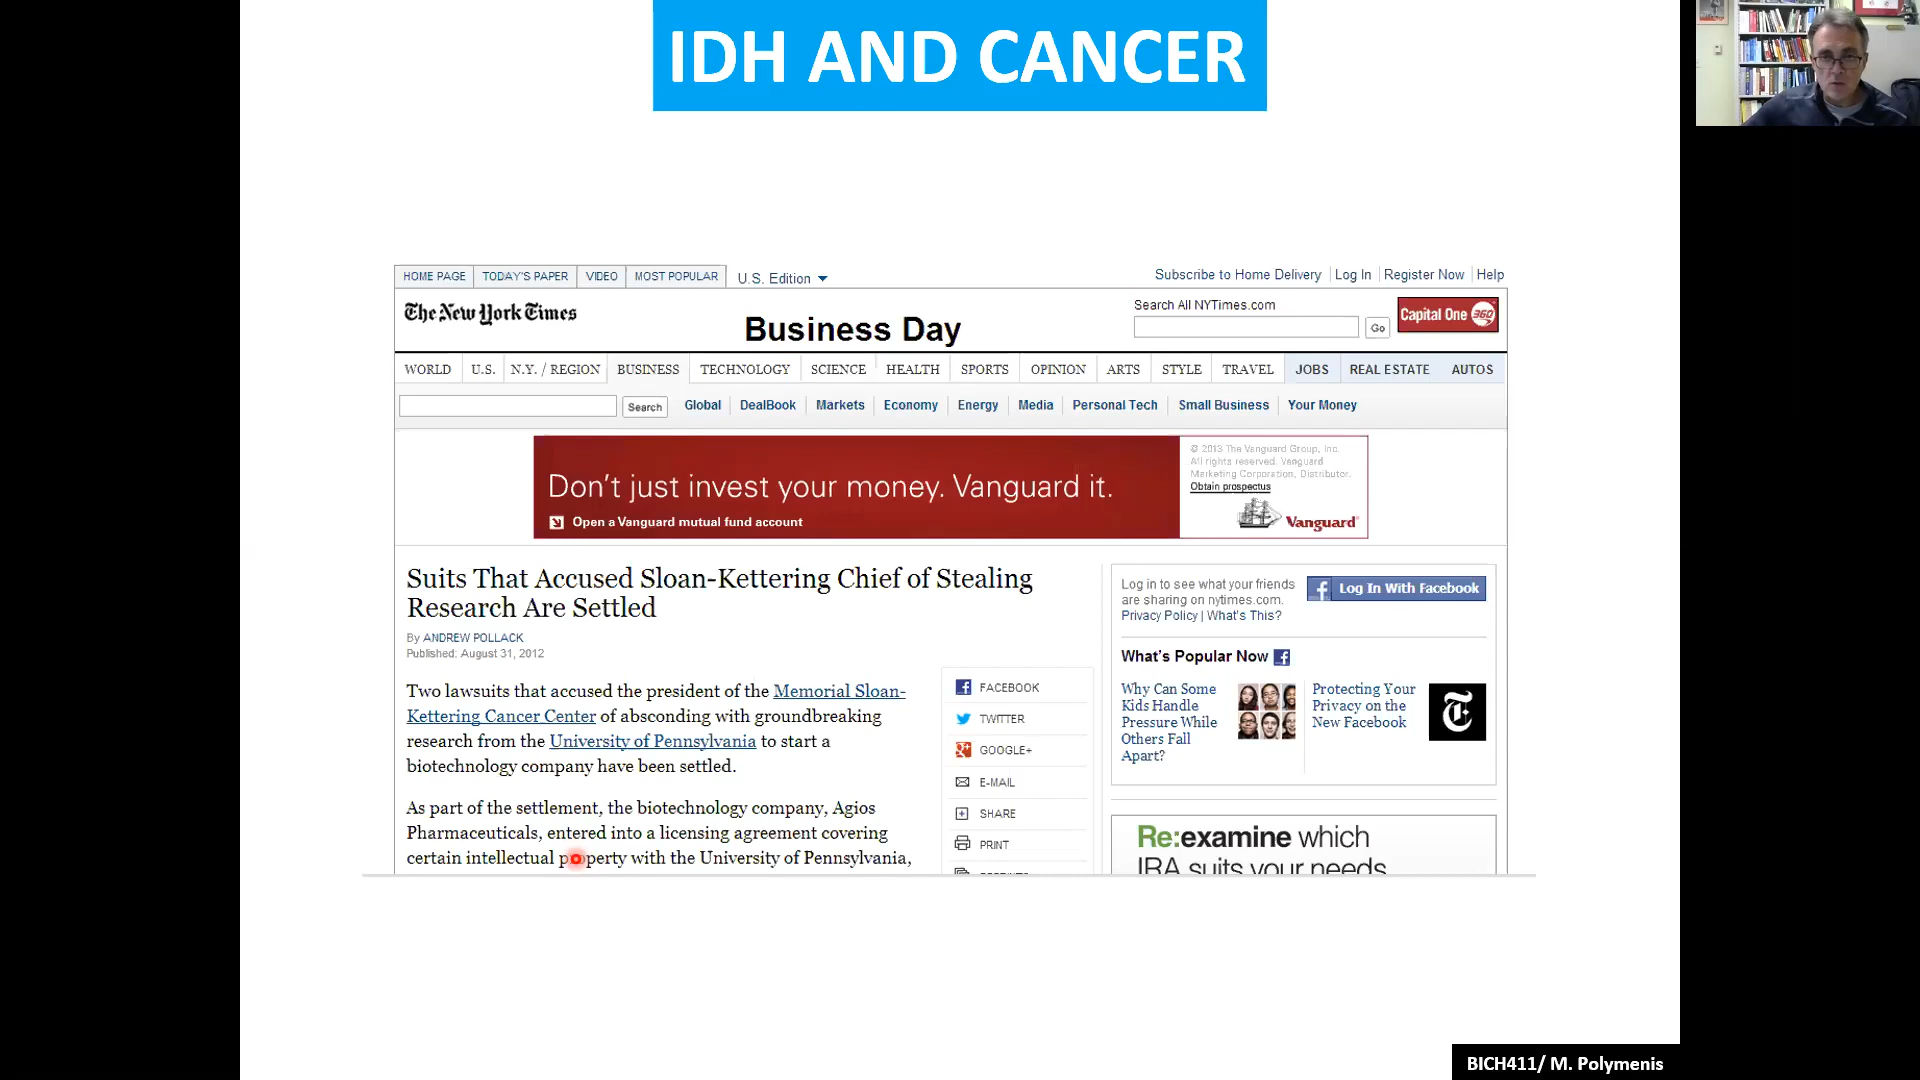 IDH AND CANCER
HOME PAGE TODAY'S PAPER VIDEO MOST POPULAR U.S. Edition
Subscribe to Home Delivery Log In Register Now Help
The New York Times
Business Day
Search All NYTimes.com
Go
Capital One 360
WORLD U.S. N.Y. / REGION BUSINESS TECHNOLOGY SCIENCE HEALTH SPORTS OPINION ARTS STYLE TRAVEL JOBS REAL ESTATE AUTOS
Search Global DealBook Markets Economy Energy Media Personal Tech Small Business Your Money
Don't just invest your money. Vanguard it.
Open a Vanguard mutual fund account
© 2013 The Vanguard Group, Inc.
All rights reserved. Vanguard
Marketing Corporation, Distributor.
Obtain prospectus
Vanguard
Suits That Accused Sloan-Kettering Chief of Stealing
Research Are Settled
By ANDREW POLLACK
Published: August 31, 2012
Two lawsuits that accused the president of the Memorial Sloan-
Kettering Cancer Center of absconding with groundbreaking
research from the University of Pennsylvania to start a
biotechnology company have been settled.
As part of the settlement, the biotechnology company, Agios
Pharmaceuticals, entered into a licensing agreement covering
certain intellectual property with the University of Pennsylvania,
FACEBOOK
TWITTER
GOOGLE+
E-MAIL
SHARE
PRINT
Log in to see what your friends
are sharing on nytimes.com.
Privacy Policy | What's This?
Log In With Facebook
What's Popular Now
Why Can Some
Kids Handle
Pressure While
Others Fall
Apart?
Protecting Your
Privacy on the
New Facebook
Re:examine which
IRA suits your needs
BICH411/ M. Polymenis